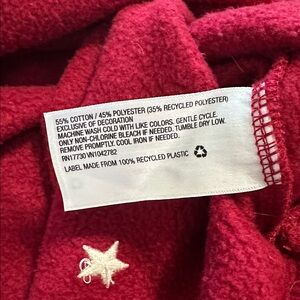 55% COTTON / 45% POLYESTER (35% RECYCLED POLYESTER)
EXCLUSIVE OF DECORATION
MACHINE WASH COLD WITH LIKE COLORS. GENTLE CYCLE.
ONLY NON-CHLORINE BLEACH IF NEEDED. TUMBLE DRY LOW.
REMOVE PROMPTLY. COOL IRON IF NEEDED.
RN17730/VN1042782
LABEL MADE FROM 100% RECYCLED PLASTIC